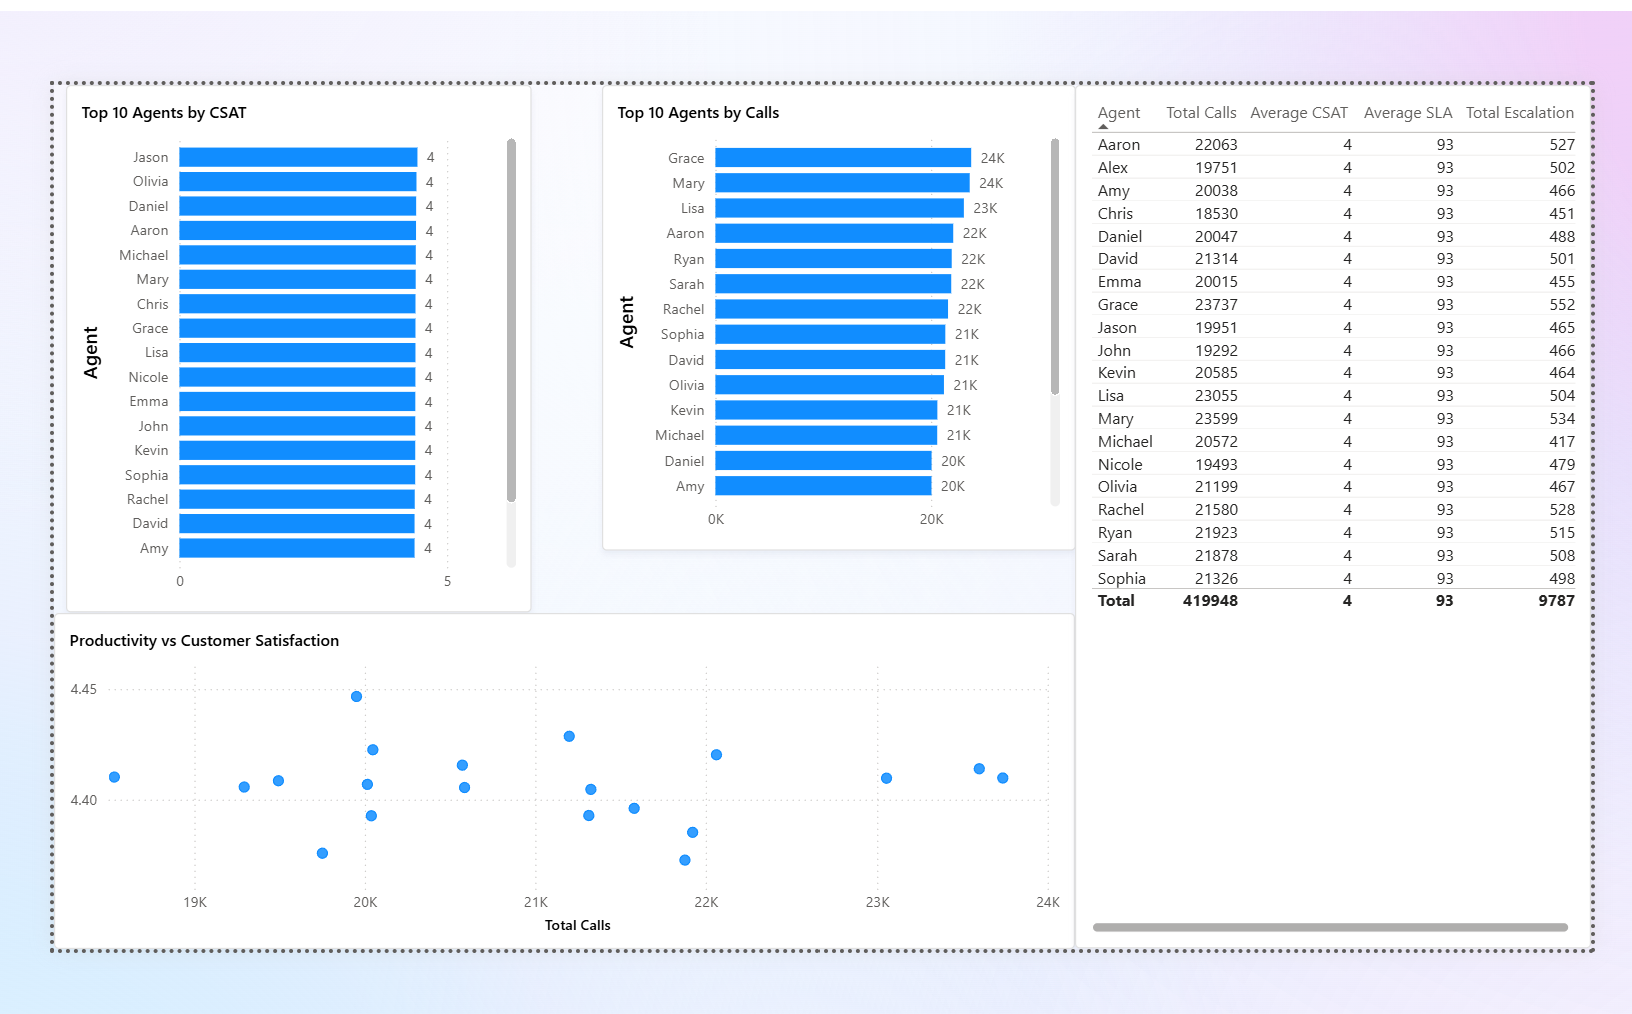 Top 10 Agents by CSAT
Agent
Jason 4
Olivia 4
Daniel 4
Aaron 4
Michael 4
Mary 4
Chris 4
Grace 4
Lisa 4
Nicole 4
Emma 4
John 4
Kevin 4
Sophia 4
Rachel 4
David 4
Amy 4
0 5
Top 10 Agents by Calls
Agent
Grace 24K
Mary 24K
Lisa 23K
Aaron 22K
Ryan 22K
Sarah 22K
Rachel 22K
Sophia 21K
David 21K
Olivia 21K
Kevin 21K
Michael 21K
Daniel 20K
Amy 20K
0K 20K
Agent Total Calls Average CSAT Average SLA Total Escalation
Aaron 22063 4 93 527
Alex 19751 4 93 502
Amy 20038 4 93 466
Chris 18530 4 93 451
Daniel 20047 4 93 488
David 21314 4 93 501
Emma 20015 4 93 455
Grace 23737 4 93 552
Jason 19951 4 93 465
John 19292 4 93 466
Kevin 20585 4 93 464
Lisa 23055 4 93 504
Mary 23599 4 93 534
Michael 20572 4 93 417
Nicole 19493 4 93 479
Olivia 21199 4 93 467
Rachel 21580 4 93 528
Ryan 21923 4 93 515
Sarah 21878 4 93 508
Sophia 21326 4 93 498
Total 419948 4 93 9787
Productivity vs Customer Satisfaction
4.45
4.40
19K 20K 21K 22K 23K 24K
Total Calls